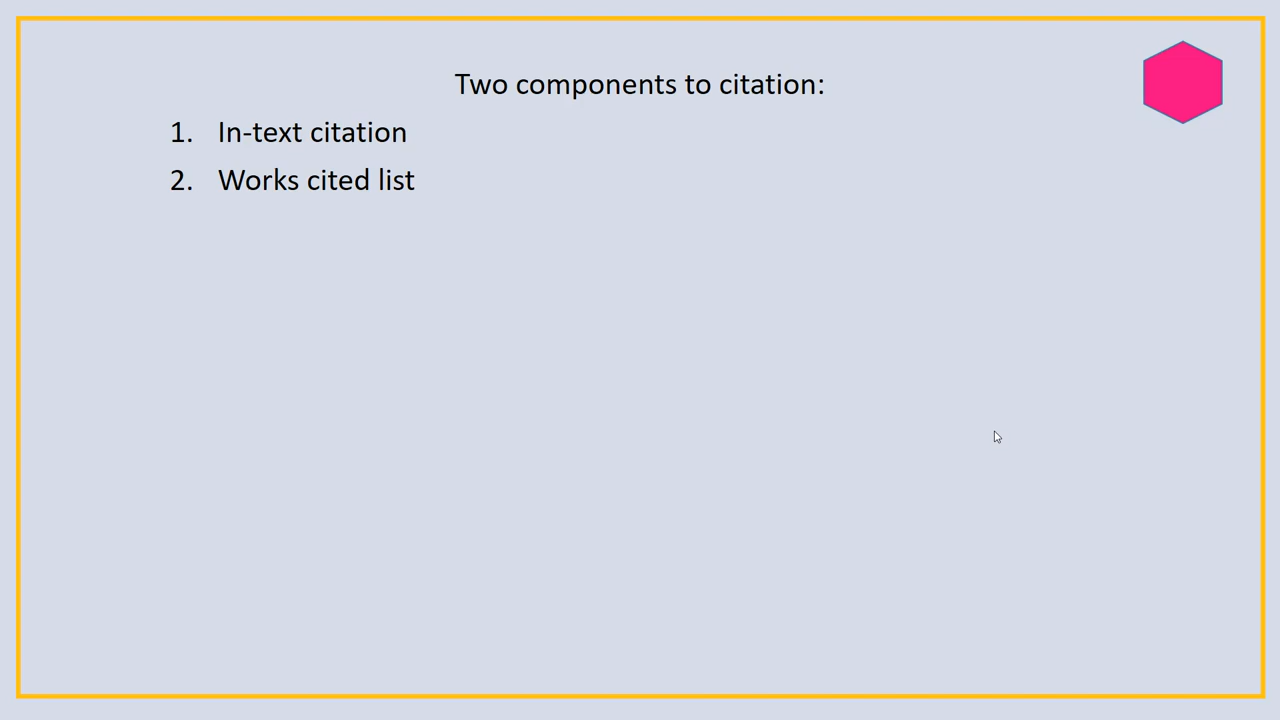 Two components to citation:
1. In-text citation
2. Works cited list